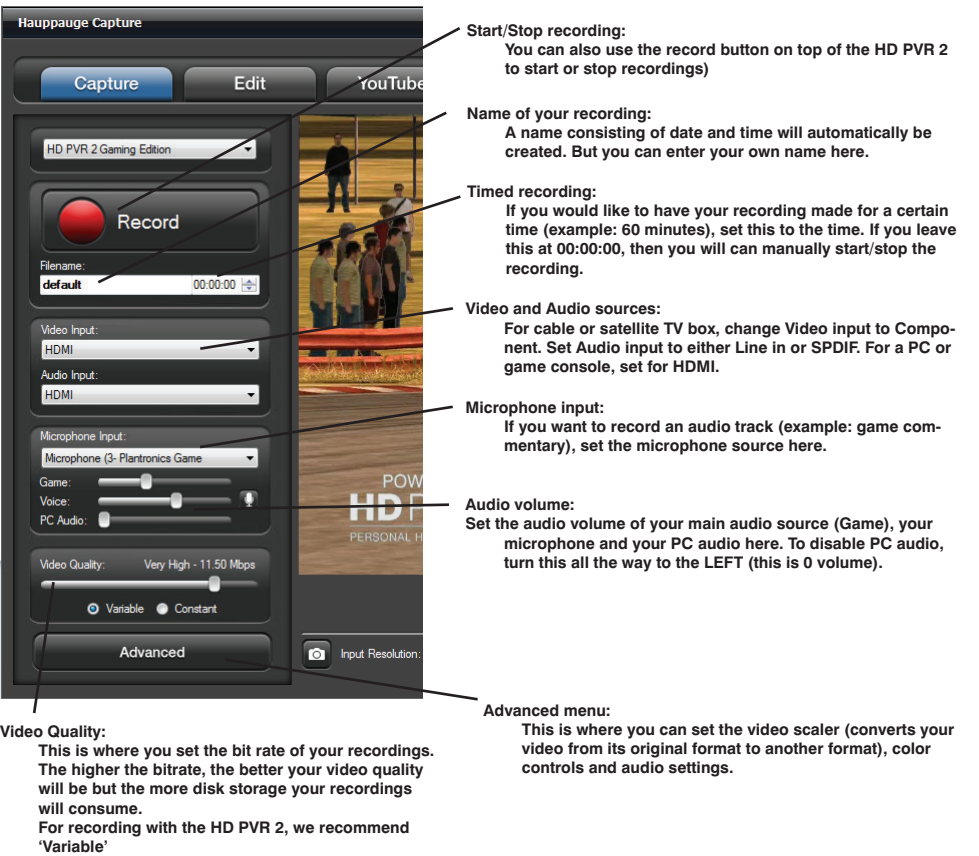 Hauppauge Capture
Capture
Edit
YouTube
HD PVR 2 Gaming Edition
Record
Filename:
default
00:00:00
Video Input:
HDMI
Audio Input:
HDMI
Microphone Input:
Microphone (3- Plantronics Game
Game:
Voice:
PC Audio:
Video Quality:
Very High - 11.50 Mbps
Variable
Constant
Advanced
POW
HD P
PERSONAL H
Input Resolution:
Start/Stop recording:
You can also use the record button on top of the HD PVR 2
to start or stop recordings)
Name of your recording:
A name consisting of date and time will automatically be
created. But you can enter your own name here.
Timed recording:
If you would like to have your recording made for a certain
time (example: 60 minutes), set this to the time. If you leave
this at 00:00:00, then you will can manually start/stop the
recording.
Video and Audio sources:
For cable or satellite TV box, change Video input to Compo-
nent. Set Audio input to either Line in or SPDIF. For a PC or
game console, set for HDMI.
Microphone input:
If you want to record an audio track (example: game com-
mentary), set the microphone source here.
Audio volume:
Set the audio volume of your main audio source (Game), your
microphone and your PC audio here. To disable PC audio,
turn this all the way to the LEFT (this is 0 volume).
Advanced menu:
This is where you can set the video scaler (converts your
video from its original format to another format), color
controls and audio settings.
Video Quality:
This is where you set the bit rate of your recordings.
The higher the bitrate, the better your video quality
will be but the more disk storage your recordings
will consume.
For recording with the HD PVR 2, we recommend
‘Variable’